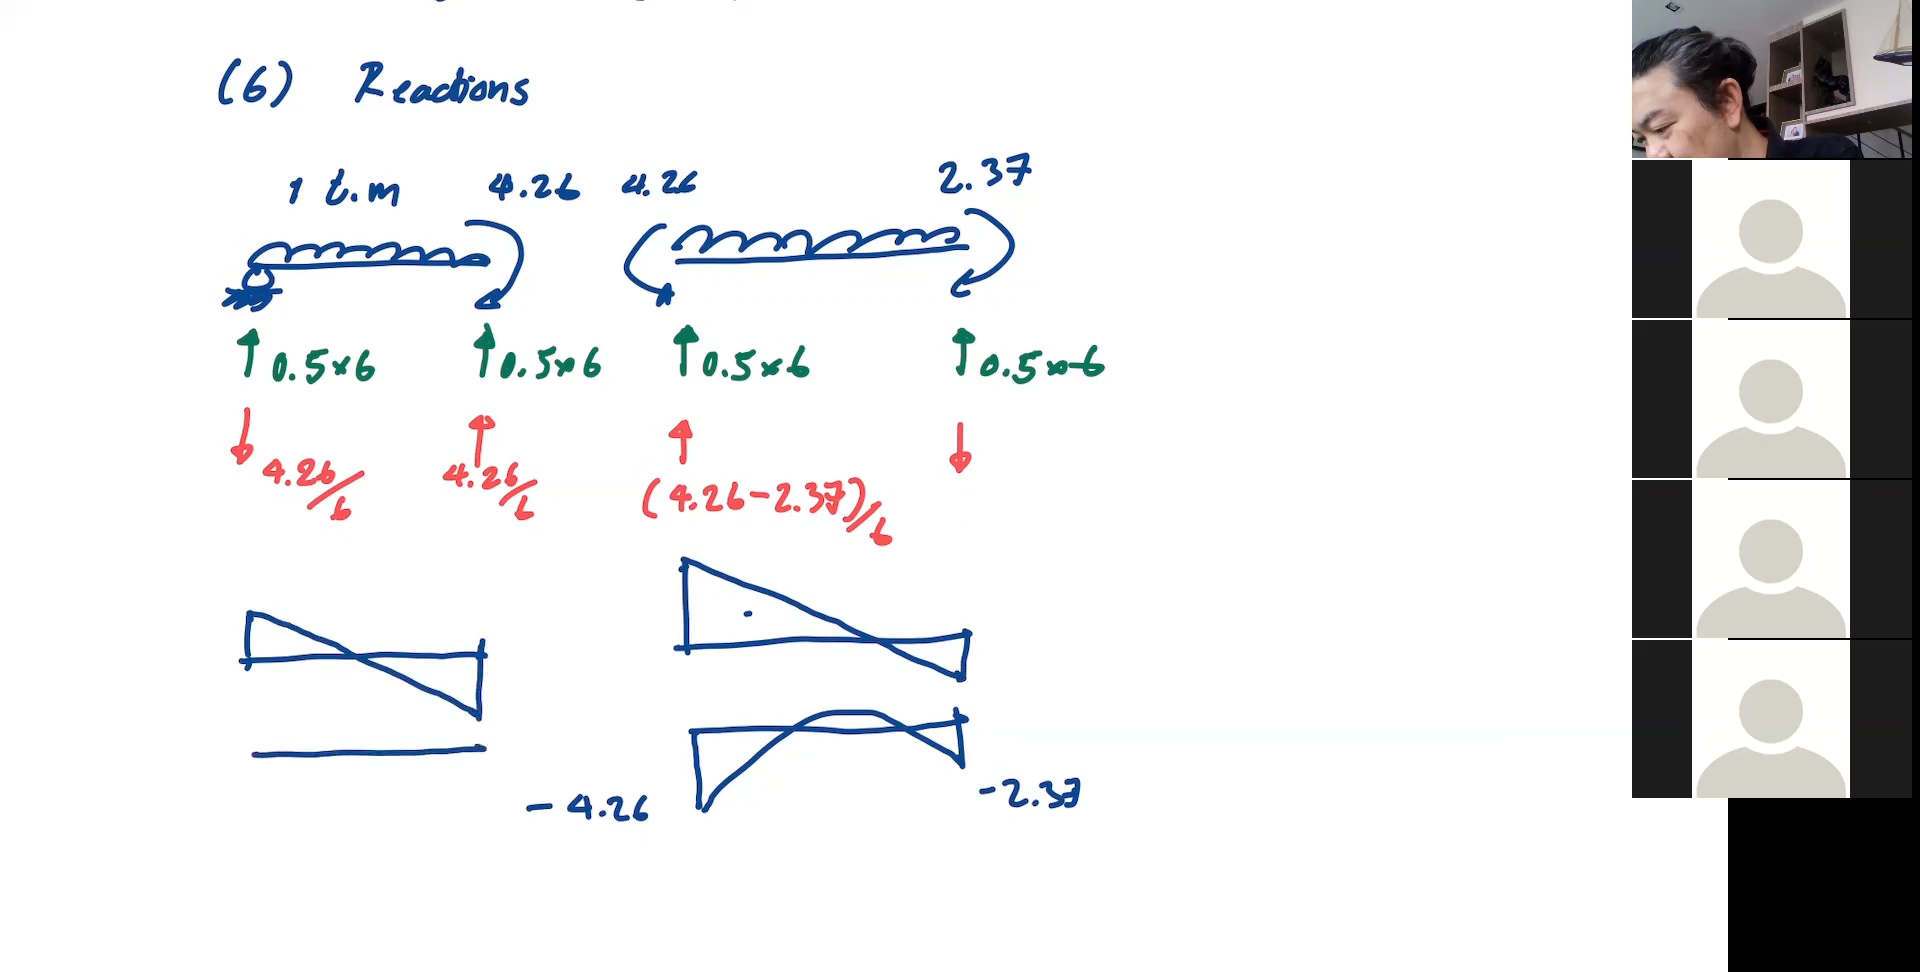 (6) Reactions
1 t.m 4.26 4.26 2.37
0.5×6 0.5×6 0.5×6 0.5×6
4.26/6 4.26/6 (4.26-2.37)/6
-4.26 -2.37